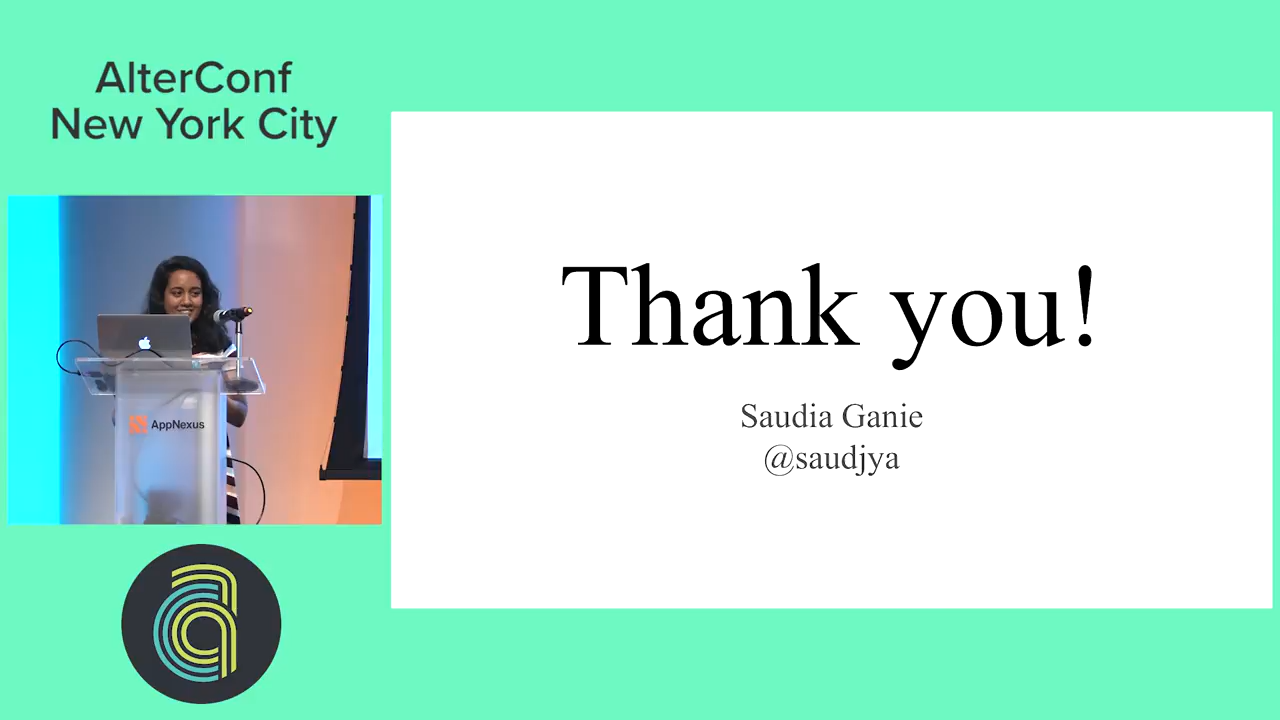 AlterConf
New York City
AppNexus
Thank you!
Saudia Ganie
@saudjya